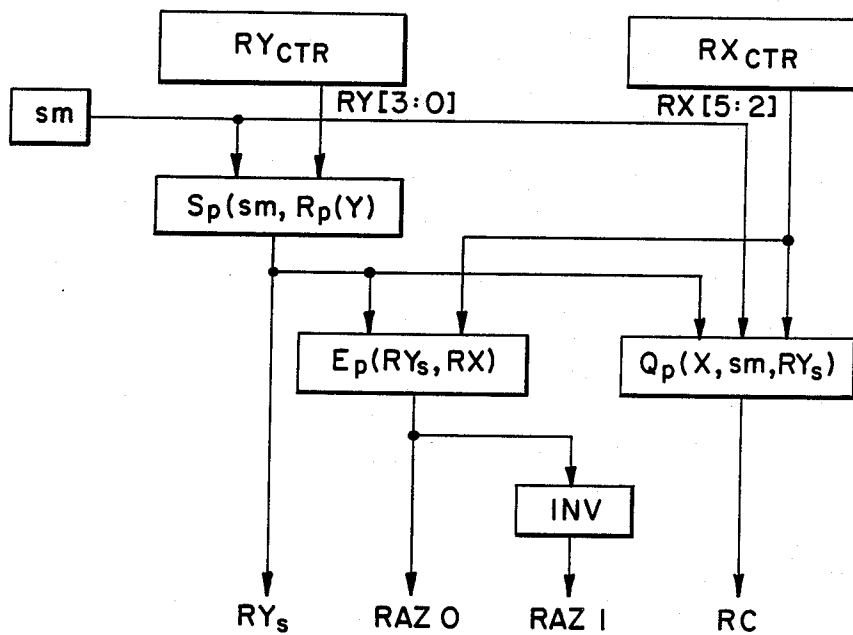 RY_CTR
RX_CTR
RY[3:0]
RX[5:2]
sm
Sp(sm, Rp(Y)
Ep(RYs, RX)
Qp(X, sm, RYs)
INV
RYs
RAZ 0
RAZ 1
RC